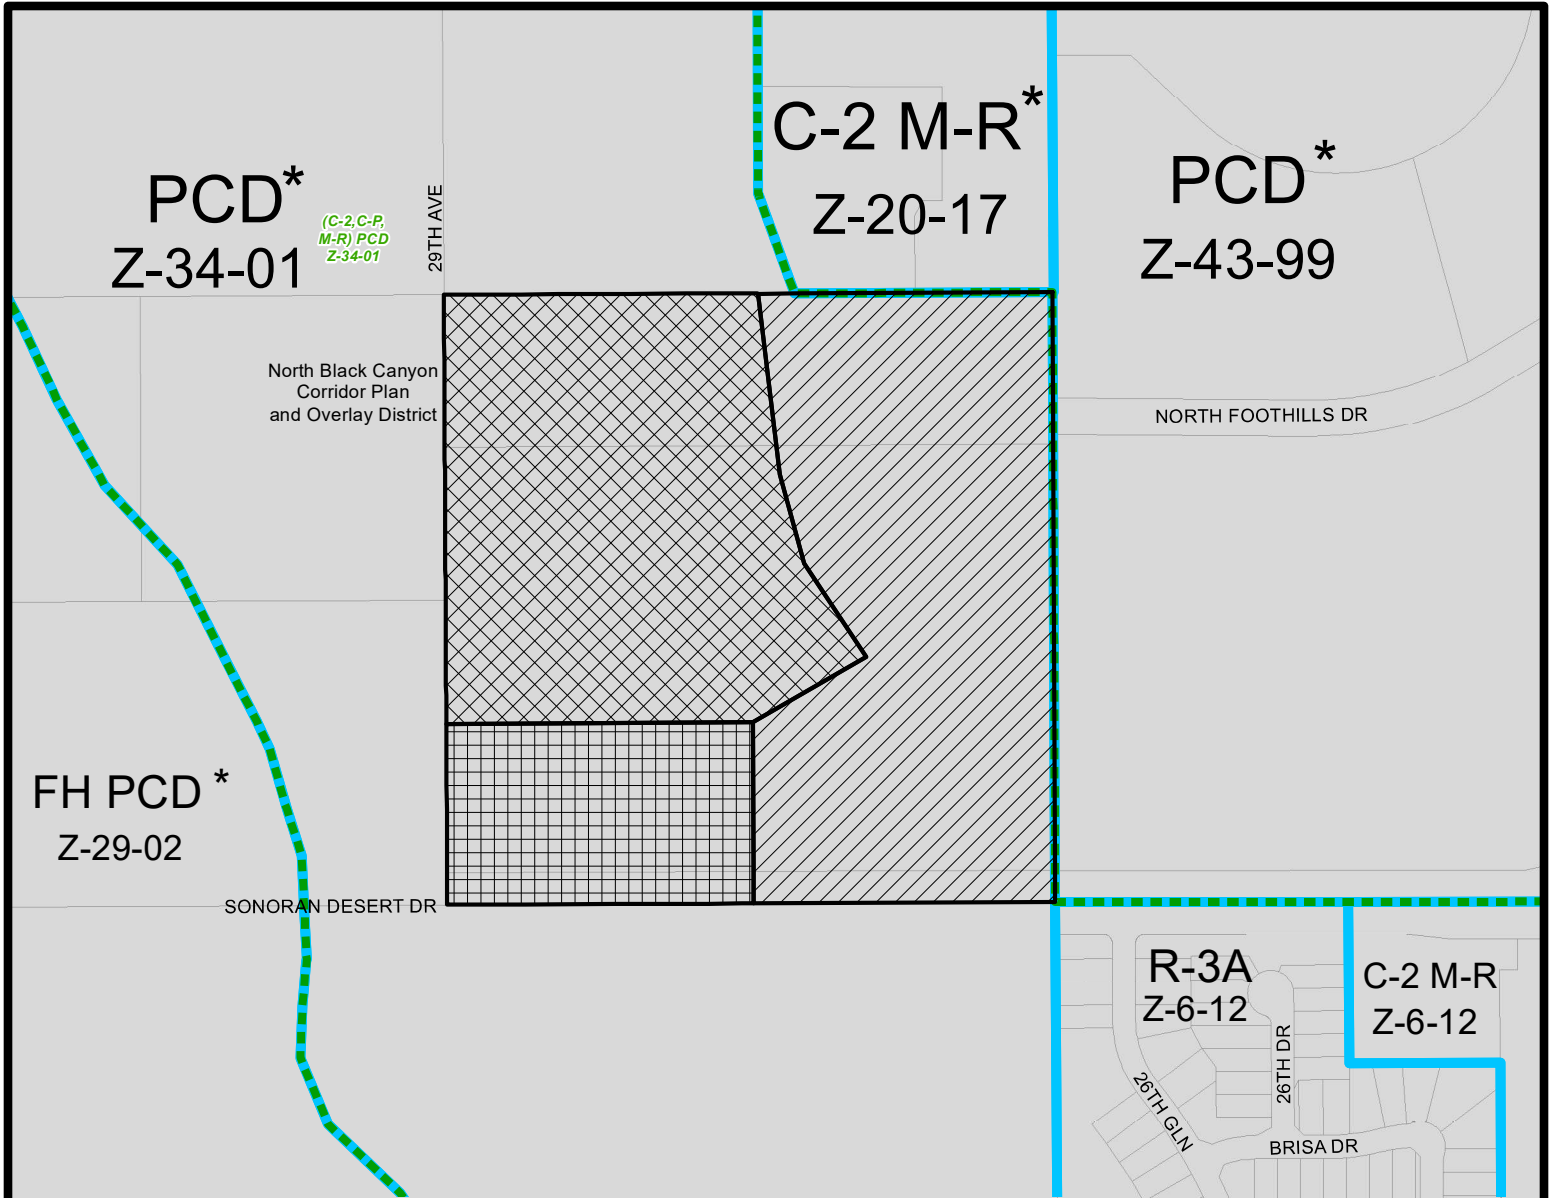 C-2 M-R*
Z-20-17
PCD*
Z-43-99
PCD*
Z-34-01
(C-2,C-P,
M-R) PCD
Z-34-01
29TH AVE
North Black Canyon
Corridor Plan
and Overlay District
NORTH FOOTHILLS DR
FH PCD *
Z-29-02
SONORAN DESERT DR
R-3A
Z-6-12
C-2 M-R
Z-6-12
26TH DR
26TH GLN
BRISA DR